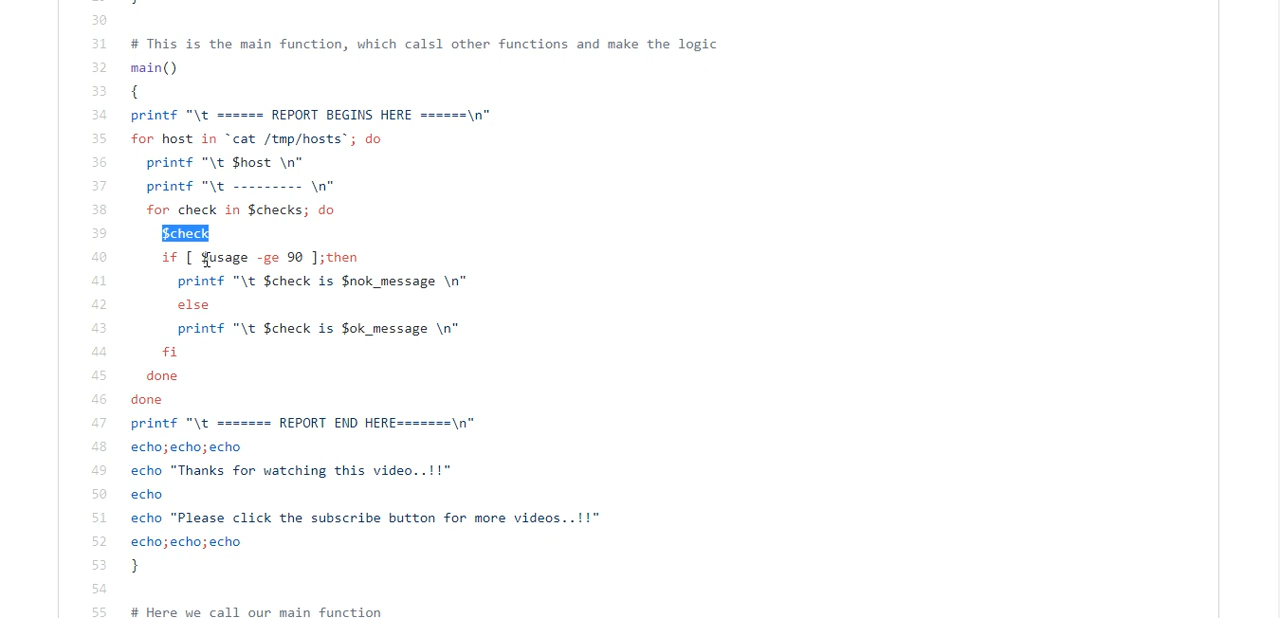 30
31 # This is the main function, which calsl other functions and make the logic
32 main()
33 {
34 printf "\t ====== REPORT BEGINS HERE ======\n"
35 for host in `cat /tmp/hosts`; do
36 printf "\t $host \n"
37 printf "\t --------- \n"
38 for check in $checks; do
39 $check
40 if [ $usage -ge 90 ];then
41 printf "\t $check is $nok_message \n"
42 else
43 printf "\t $check is $ok_message \n"
44 fi
45 done
46 done
47 printf "\t ======= REPORT END HERE=======\n"
48 echo;echo;echo
49 echo "Thanks for watching this video..!!"
50 echo
51 echo "Please click the subscribe button for more videos..!!"
52 echo;echo;echo
53 }
54
55 # Here we call our main function